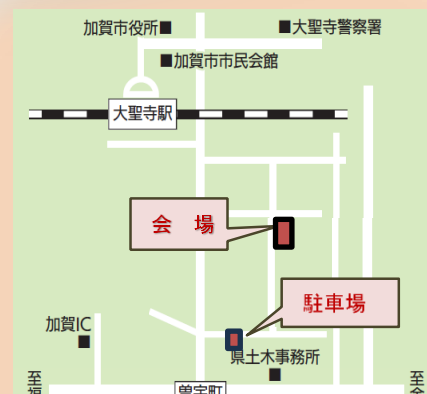 加賀市役所■
■大聖寺警察署
■加賀市市民会館
大聖寺駅
会　場
駐車場
加賀IC
■
県土木事務所
■
至
至